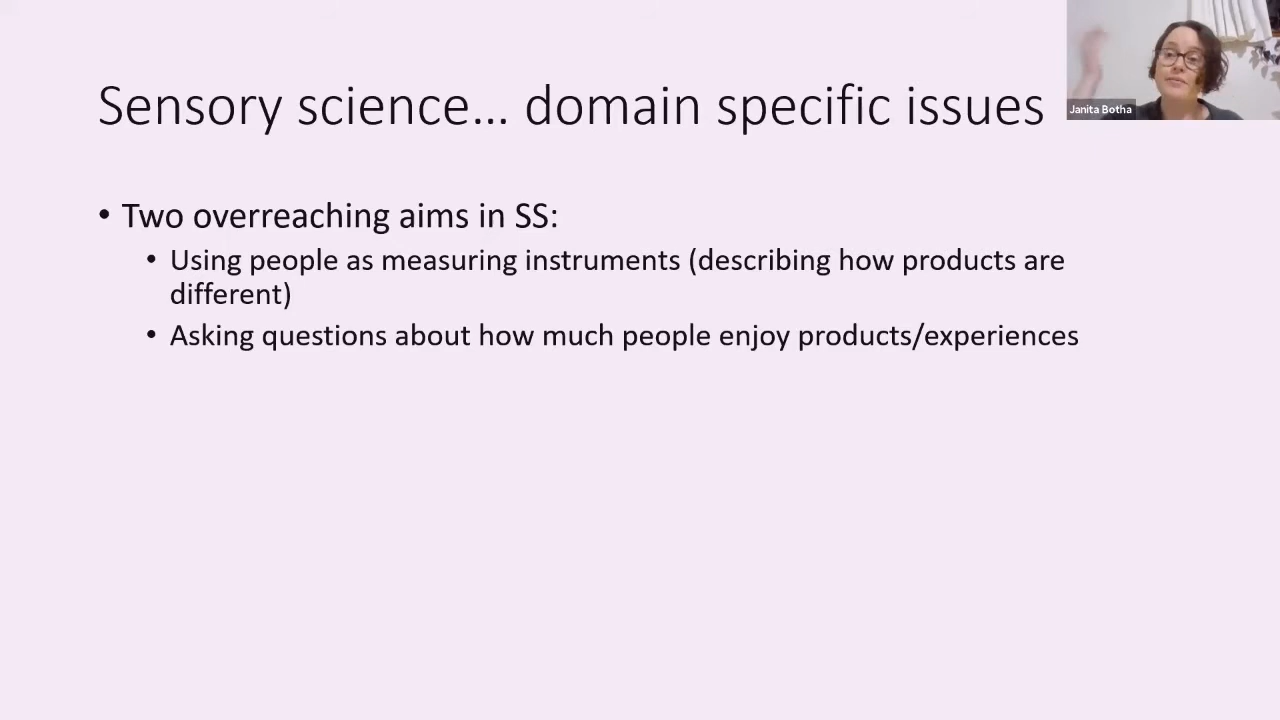 Sensory science... domain specific issues
Janita Botha
• Two overreaching aims in SS:
• Using people as measuring instruments (describing how products are
different)
• Asking questions about how much people enjoy products/experiences